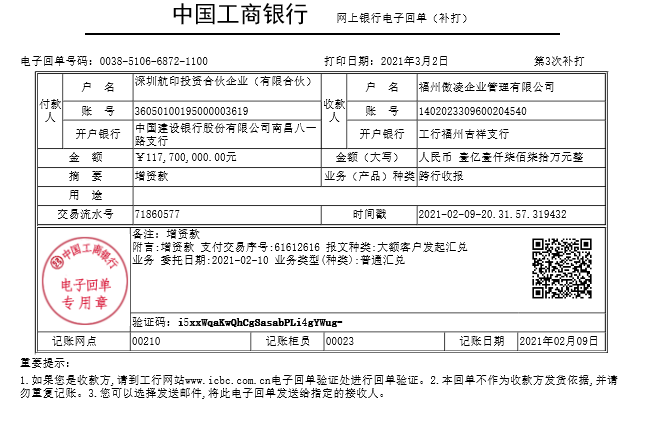 中国工商银行 网上银行电子回单（补打）
电子回单号码：0038-5106-6872-1100 打印日期：2021年3月2日 第3次补打
付款人 户 名 深圳航印投资合伙企业（有限合伙） 收款人 户 名 福州傲凌企业管理有限公司
账 号 36050100195000003619 账 号 1402023309600204540
开户银行 中国建设银行股份有限公司南昌八一路支行 开户银行 工行福州吉祥支行
金 额 ￥117,700,000.00元 金额（大写） 人民币 壹亿壹仟柒佰柒拾万元整
摘 要 增资款 业务（产品）种类 跨行收报
用 途
交易流水号 71860577 时间戳 2021-02-09-20.31.57.319432
备注：增资款
附言:增资款 支付交易序号:61612616 报文种类:大额客户发起汇兑
业务 委托日期:2021-02-10 业务类型(种类):普通汇兑
中国工商银行
电子回单
专用章
验证码：i5xxWqaKwQhCgSasabPLi4gYWug=
记账网点 00210 记账柜员 00023 记账日期 2021年02月09日
重要提示：
1.如果您是收款方,请到工行网站www.icbc.com.cn电子回单验证处进行回单验证。2.本回单不作为收款方发货依据,并请
勿重复记账。3.您可以选择发送邮件,将此电子回单发送给指定的接收人。